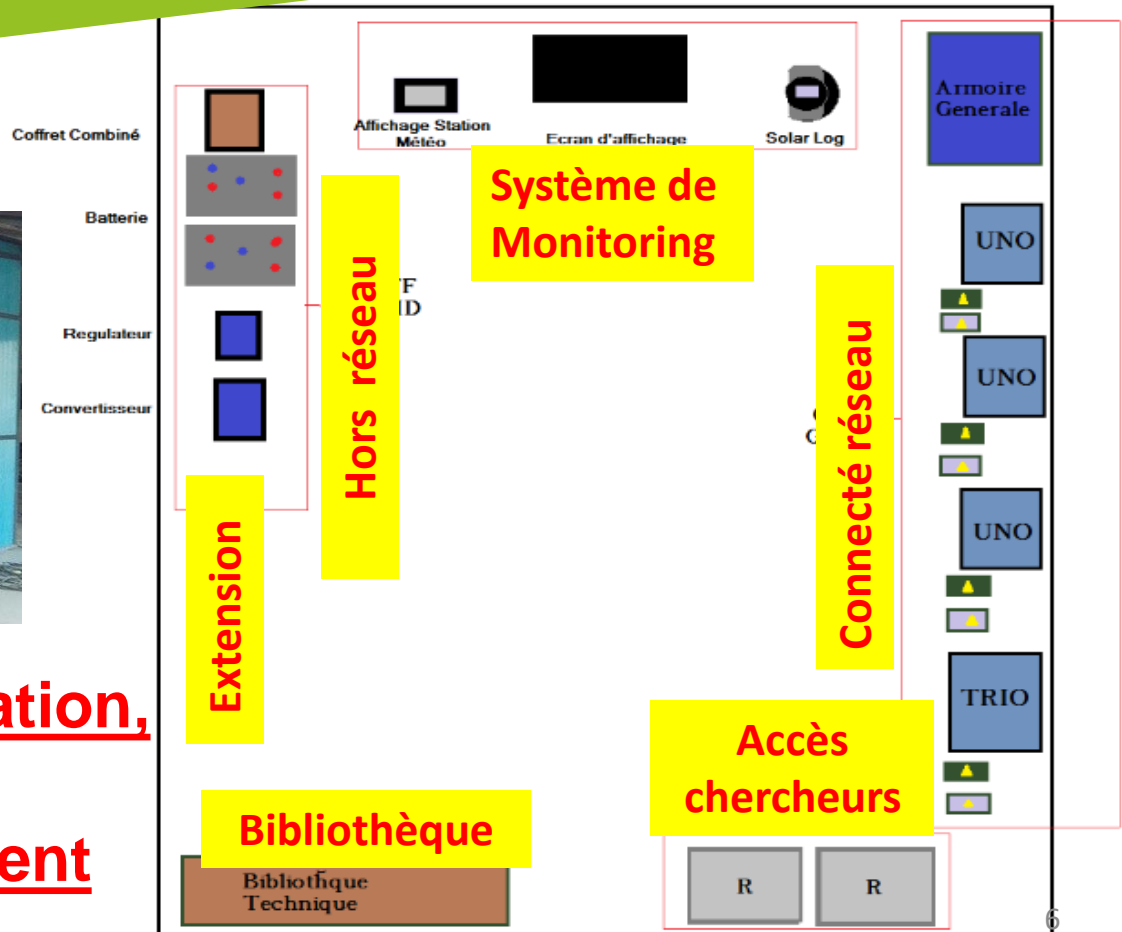 Armoire
Generale
Affichage Station
Météo
Ecran d'affichage
Solar Log
Système de
Monitoring
Coffret Combiné
Batterie
Regulateur
Convertisseur
Hors réseau
Extension
Connecté réseau
UNO
UNO
UNO
TRIO
ation,
ent
Accès
chercheurs
Bibliothèque
Technique
R
R
6